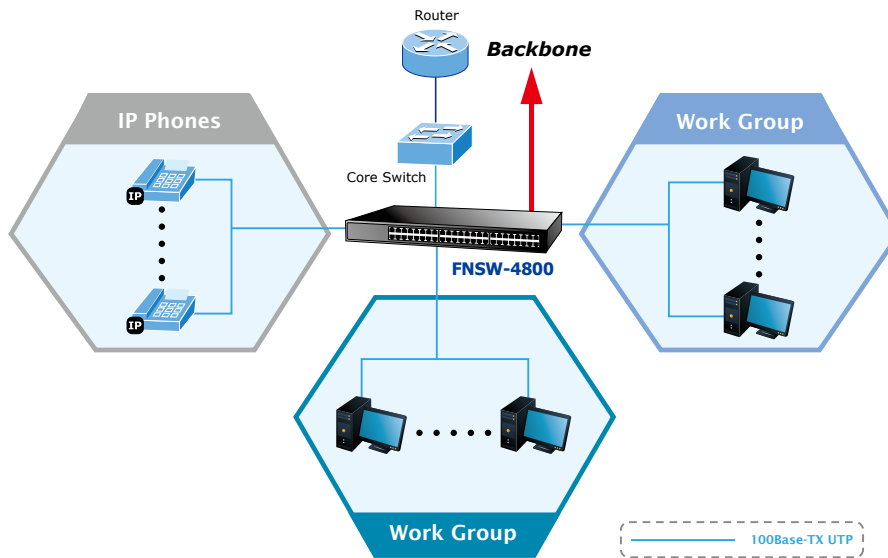 Router
Backbone
IP Phones
Work Group
Core Switch
IP
FNSW-4800
IP
Work Group
100Base-TX UTP